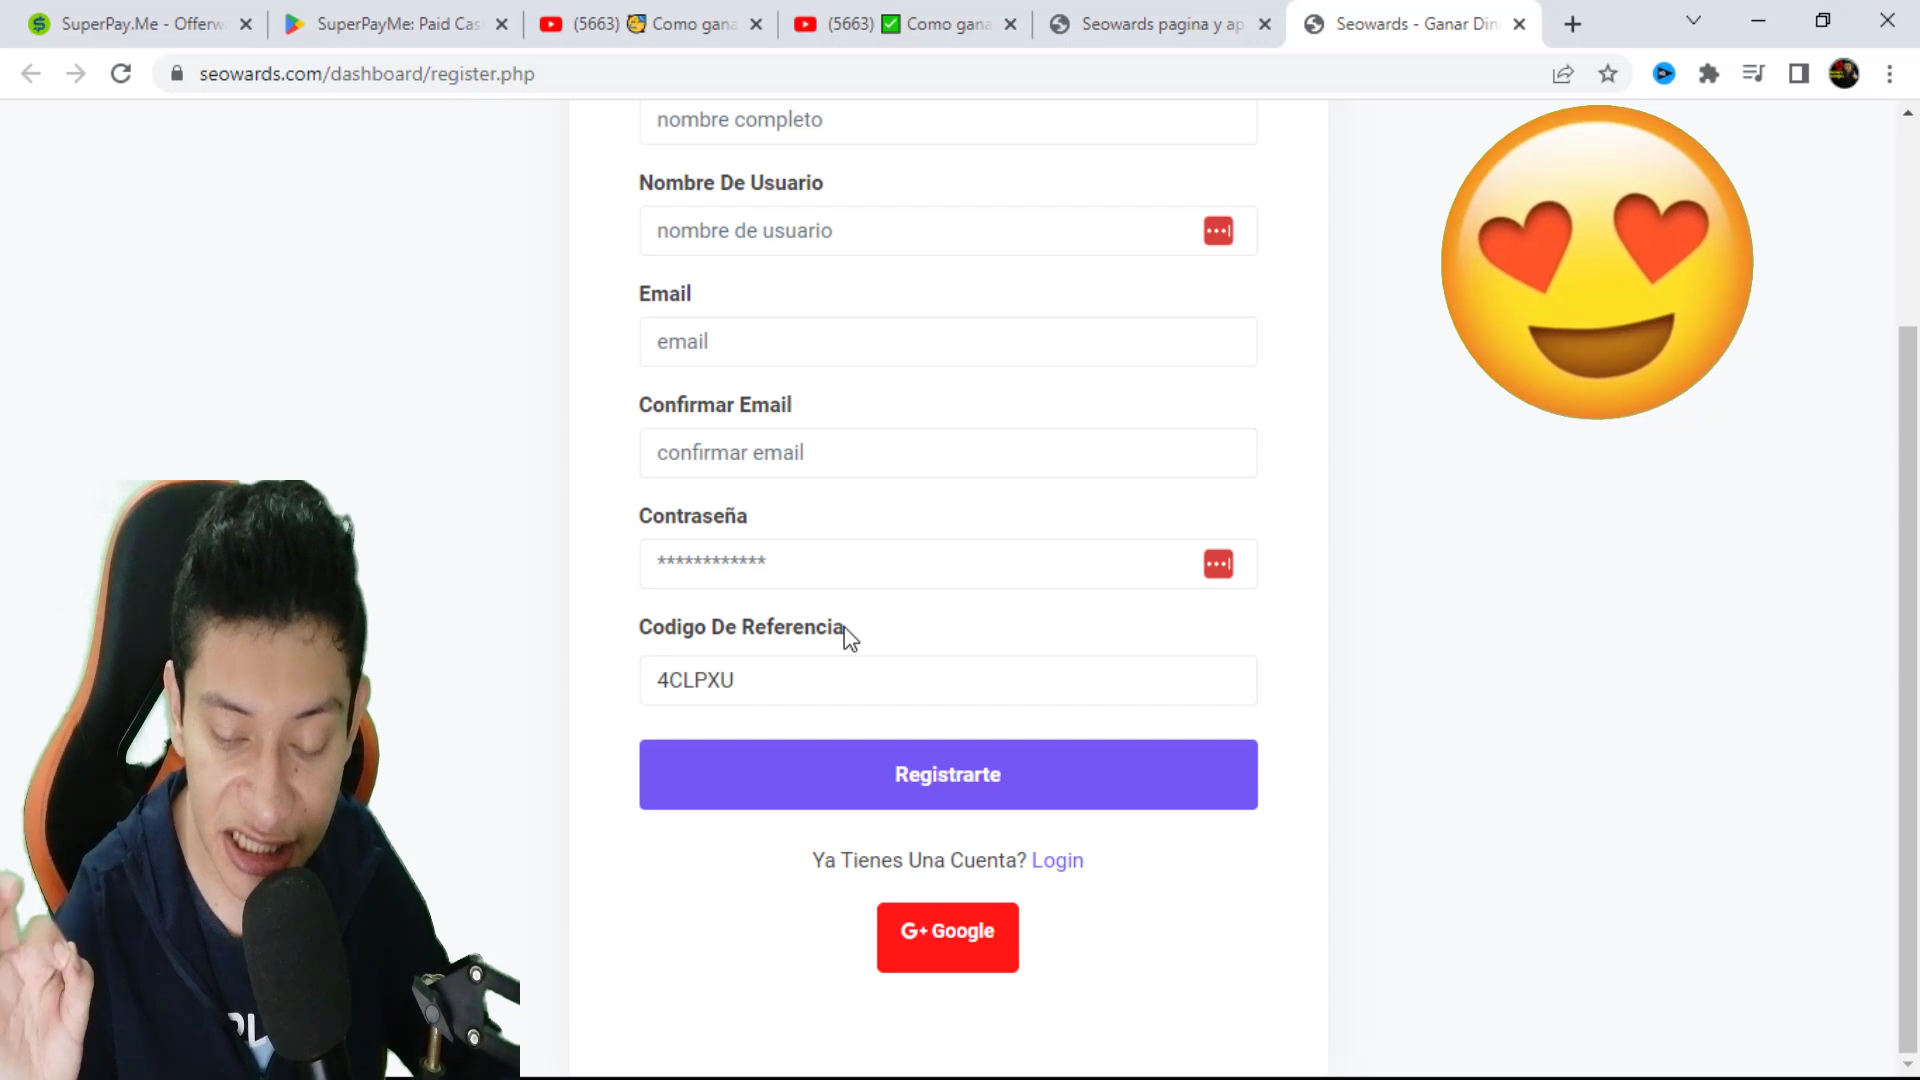 SuperPay.Me - Offerw
SuperPayMe: Paid Cas
(5663) Como gana
(5663) Como gana
Seowards pagina y ap
Seowards - Ganar Din
seowards.com/dashboard/register.php
nombre completo
Nombre De Usuario
nombre de usuario
Email
email
Confirmar Email
confirmar email
Contraseña
************
Codigo De Referencia
4CLPXU
Registrarte
Ya Tienes Una Cuenta? Login
G+ Google